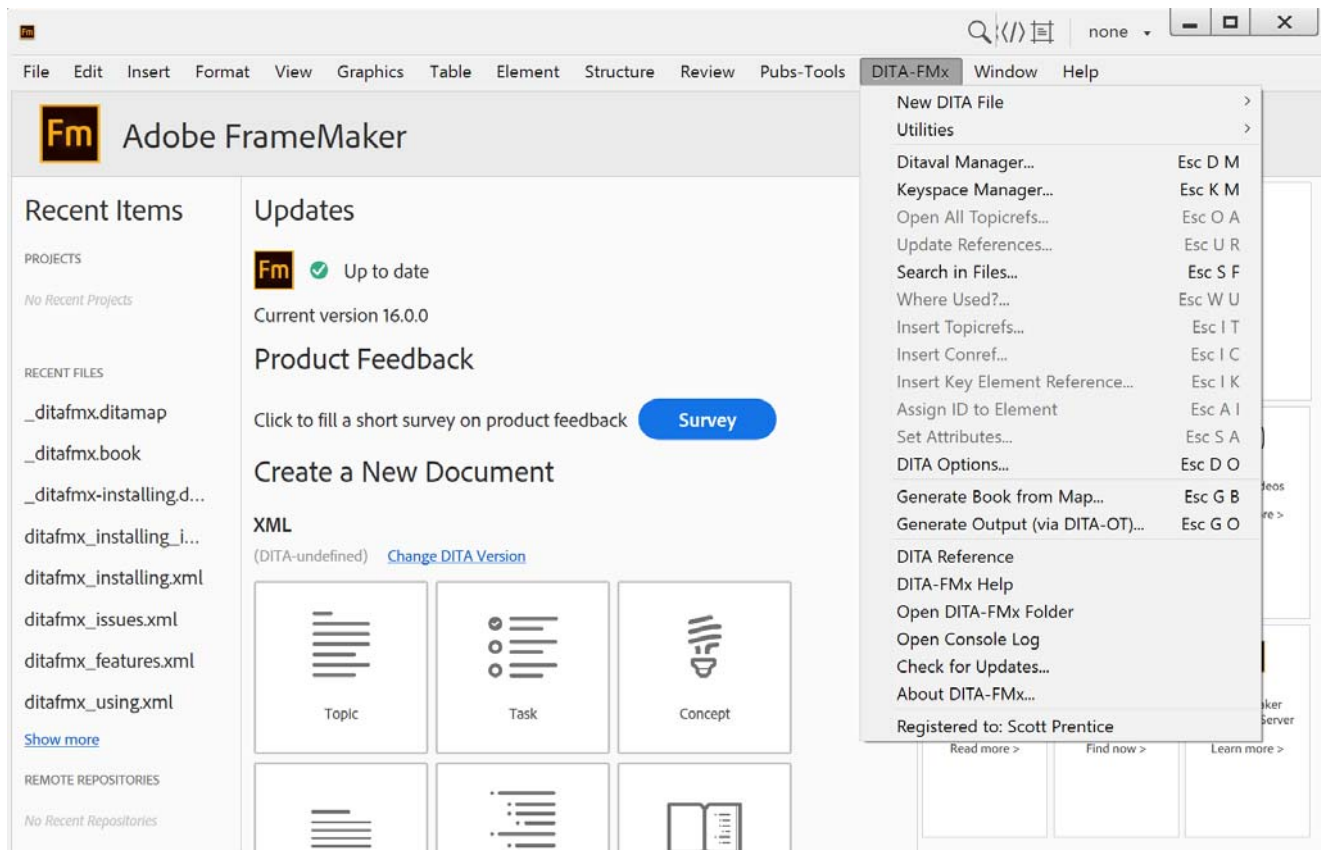 Fm
none
File Edit Insert Format View Graphics Table Element Structure Review Pubs-Tools DITA-FMx Window Help
Fm Adobe FrameMaker
Recent Items
PROJECTS
No Recent Projects
RECENT FILES
_ditafmx.ditamap
_ditafmx.book
_ditafmx-installing.d...
ditafmx_installing_i...
ditafmx_installing.xml
ditafmx_issues.xml
ditafmx_features.xml
ditafmx_using.xml
Show more
REMOTE REPOSITORIES
No Recent Repositories
Updates
Fm Up to date
Current version 16.0.0
Product Feedback
Click to fill a short survey on product feedback Survey
Create a New Document
XML
(DITA-undefined) Change DITA Version
Topic Task Concept
New DITA File >
Utilities >
Ditaval Manager... Esc D M
Keyspace Manager... Esc K M
Open All Topicrefs... Esc O A
Update References... Esc U R
Search in Files... Esc S F
Where Used?... Esc W U
Insert Topicrefs... Esc I T
Insert Conref... Esc I C
Insert Key Element Reference... Esc I K
Assign ID to Element Esc A I
Set Attributes... Esc S A
DITA Options... Esc D O
Generate Book from Map... Esc G B
Generate Output (via DITA-OT)... Esc G O
DITA Reference
DITA-FMx Help
Open DITA-FMx Folder
Open Console Log
Check for Updates...
About DITA-FMx...
Registered to: Scott Prentice
Server
Read more > Find now > Learn more >